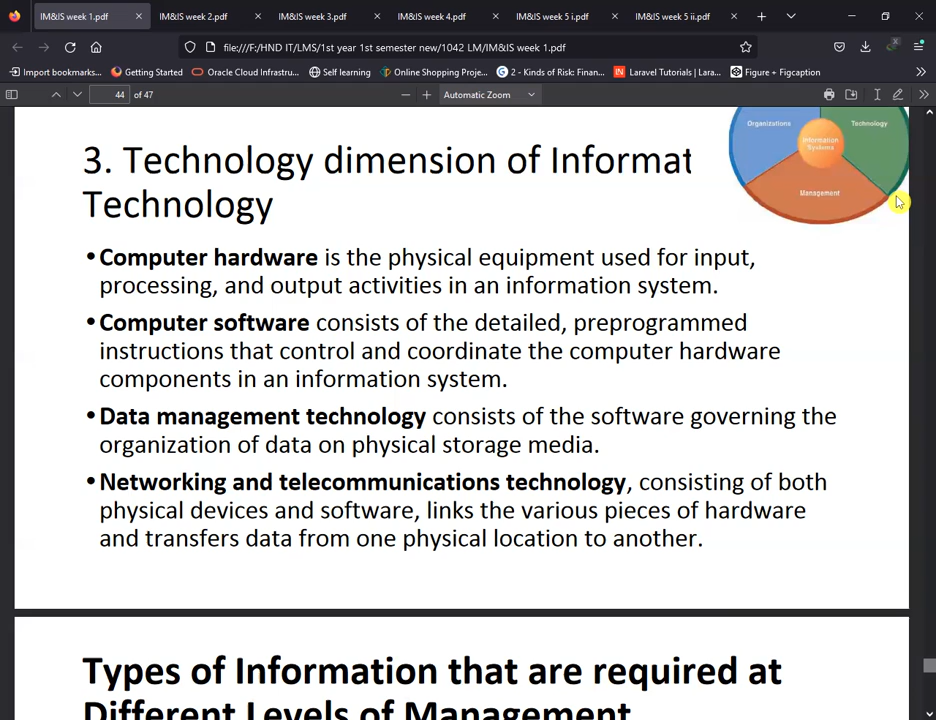 IM&IS week 1.pdf
IM&IS week 2.pdf
IM&IS week 3.pdf
IM&IS week 4.pdf
IM&IS week 5 i.pdf
IM&IS week 5 ii.pdf
file:///F:/HND IT/LMS/1st year 1st semester new/1042 LM/IM&IS week 1.pdf
Import bookmarks...
Getting Started
Oracle Cloud Infrastru...
Self learning
Online Shopping Proje...
2 - Kinds of Risk: Finan...
Laravel Tutorials | Lara...
Figure + Figcaption
44 of 47
Automatic Zoom
Organizations
Technology
Information
Systems
Management
3. Technology dimension of Informat
Technology
•Computer hardware is the physical equipment used for input,
processing, and output activities in an information system.
•Computer software consists of the detailed, preprogrammed
instructions that control and coordinate the computer hardware
components in an information system.
•Data management technology consists of the software governing the
organization of data on physical storage media.
•Networking and telecommunications technology, consisting of both
physical devices and software, links the various pieces of hardware
and transfers data from one physical location to another.
Types of Information that are required at
Different Levels of Management